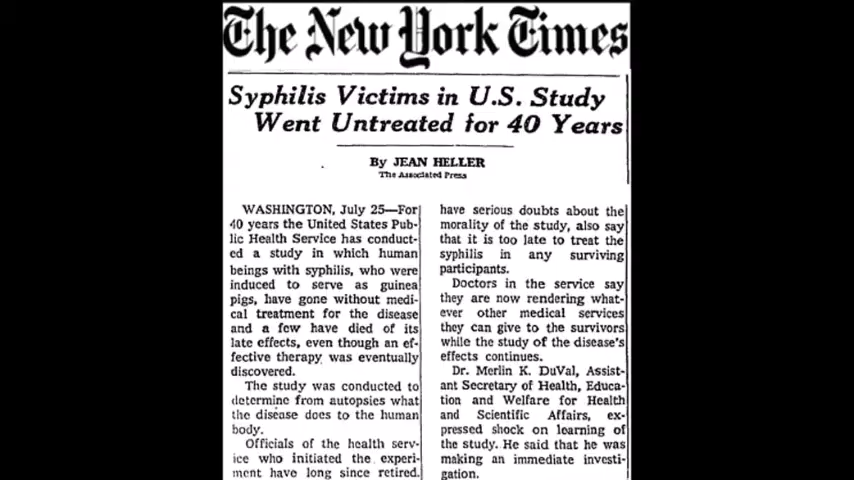 The New York Times
Syphilis Victims in U.S. Study
Went Untreated for 40 Years
By JEAN HELLER
The Associated Press
WASHINGTON, July 25—For
40 years the United States Pub-
lic Health Service has conduct-
ed a study in which human
beings with syphilis, who were
induced to serve as guinea
pigs, have gone without medi-
cal treatment for the disease
and a few have died of its
late effects, even though an ef-
fective therapy was eventually
discovered.
The study was conducted to
determine from autopsies what
the disease does to the human
body.
Officials of the health serv-
ice who initiated the experi-
ment have long since retired.
have serious doubts about the
morality of the study, also say
that it is too late to treat the
syphilis in any surviving
participants.
Doctors in the service say
they are now rendering what-
ever other medical services
they can give to the survivors
while the study of the disease's
effects continues.
Dr. Merlin K. DuVal, Assist-
ant Secretary of Health, Educa-
tion and Welfare for Health
and Scientific Affairs, ex-
pressed shock on learning of
the study. He said that he was
making an immediate investi-
gation.